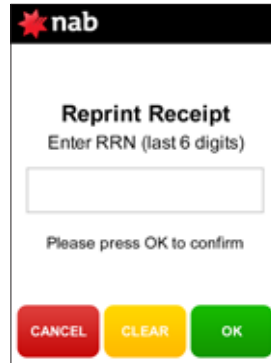 nab
Reprint Receipt
Enter RRN (last 6 digits)
Please press OK to confirm
CANCEL CLEAR OK